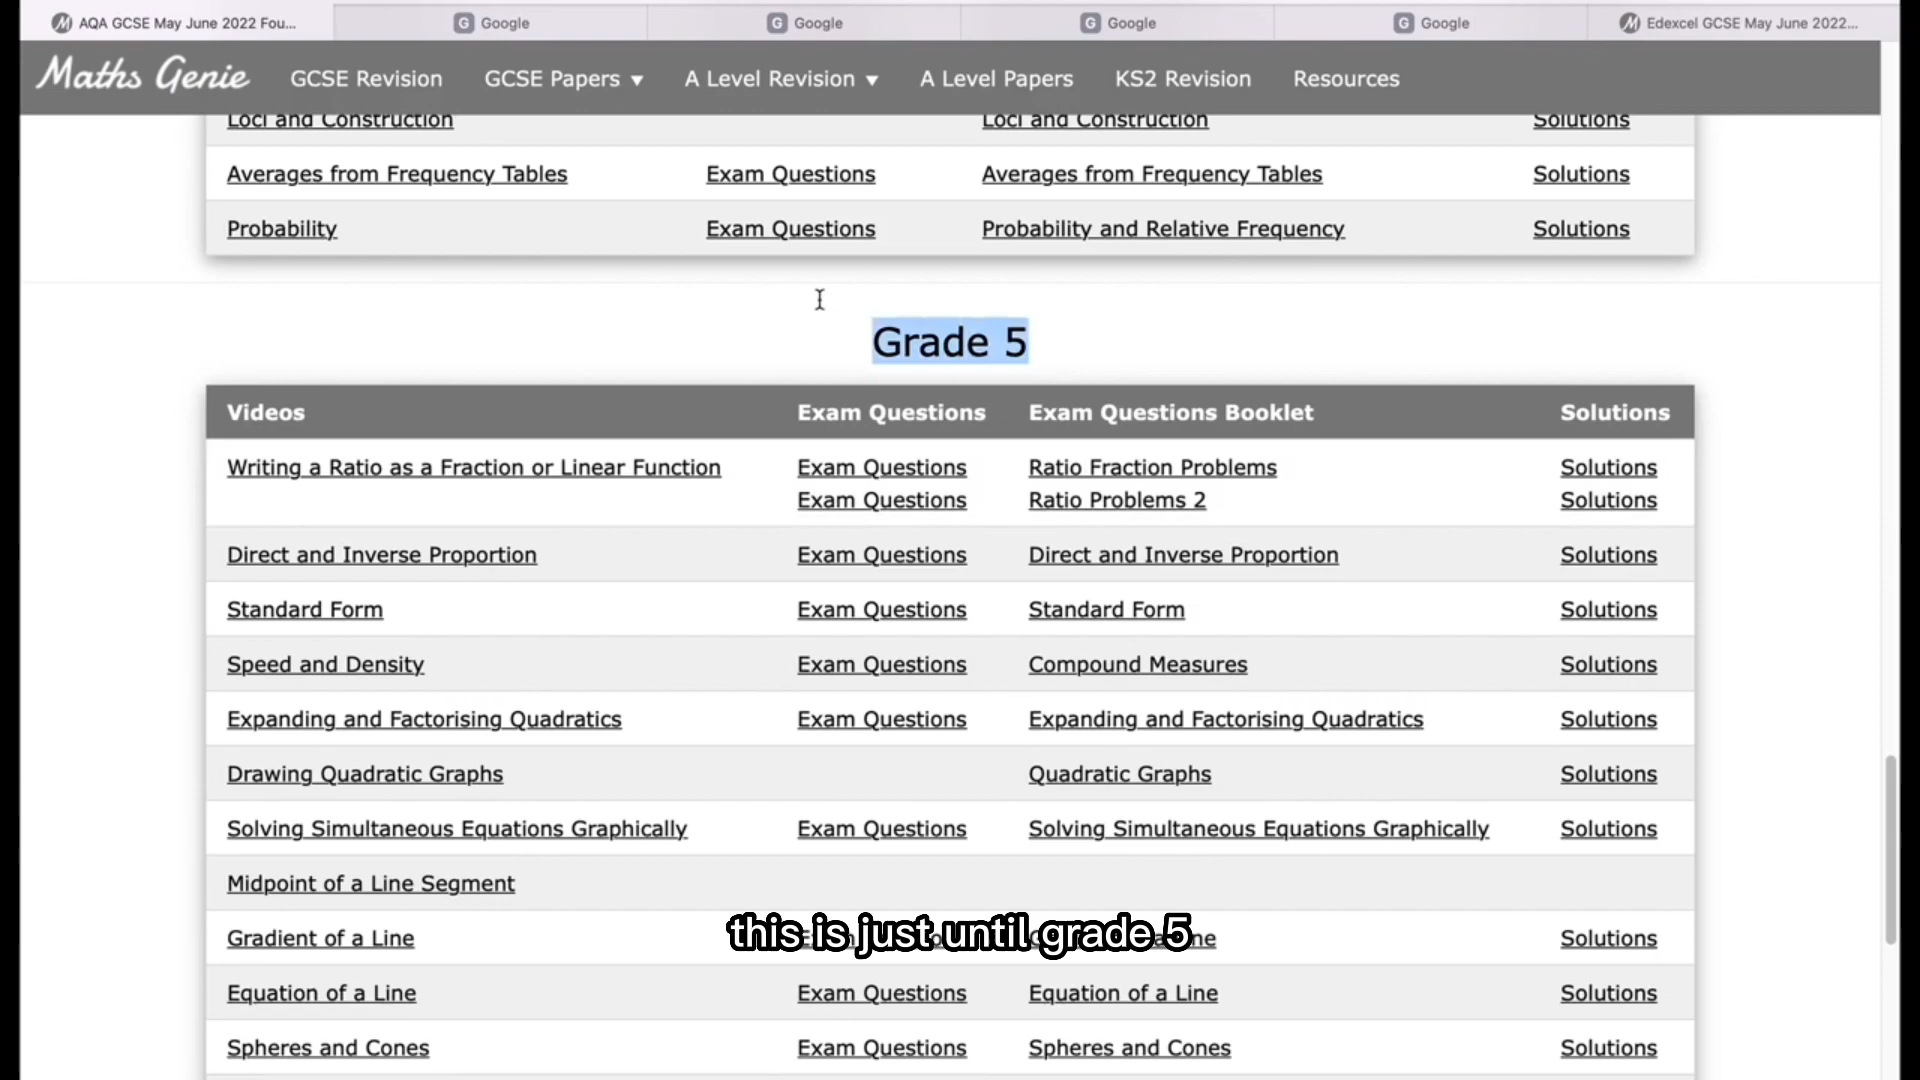 AQA GCSE May June 2022 Fou...
G Google
G Google
G Google
G Google
Edexcel GCSE May June 2022...
Maths Genie
GCSE Revision
GCSE Papers ▼
A Level Revision ▼
A Level Papers
KS2 Revision
Resources
Loci and Construction Loci and Construction Solutions
Averages from Frequency Tables Exam Questions Averages from Frequency Tables Solutions
Probability Exam Questions Probability and Relative Frequency Solutions
Grade 5
Videos Exam Questions Exam Questions Booklet Solutions
Writing a Ratio as a Fraction or Linear Function Exam Questions Ratio Fraction Problems Solutions
Exam Questions Ratio Problems 2 Solutions
Direct and Inverse Proportion Exam Questions Direct and Inverse Proportion Solutions
Standard Form Exam Questions Standard Form Solutions
Speed and Density Exam Questions Compound Measures Solutions
Expanding and Factorising Quadratics Exam Questions Expanding and Factorising Quadratics Solutions
Drawing Quadratic Graphs Quadratic Graphs Solutions
Solving Simultaneous Equations Graphically Exam Questions Solving Simultaneous Equations Graphically Solutions
Midpoint of a Line Segment
this is just until grade 5
Gradient of a Line Solutions
Equation of a Line Exam Questions Equation of a Line Solutions
Spheres and Cones Exam Questions Spheres and Cones Solutions